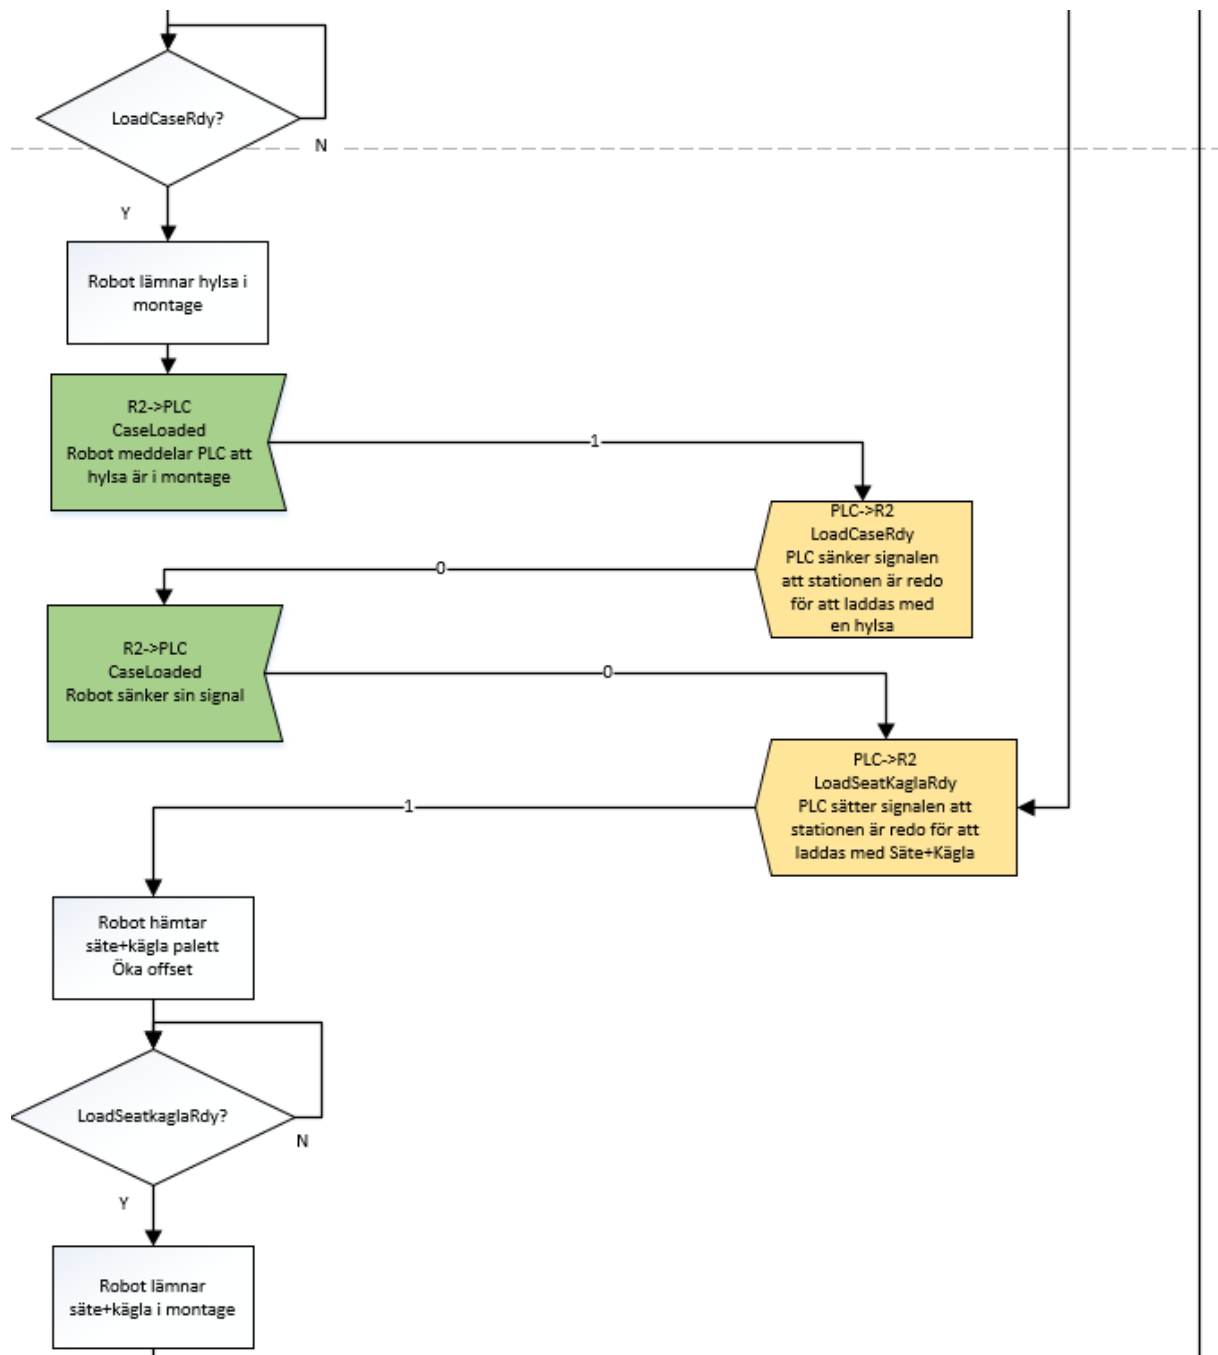 LoadCaseRdy?
N
Y
Robot lämnar hylsa i
montage
R2->PLC
CaseLoaded
Robot meddelar PLC att
hylsa är i montage
1
PLC->R2
LoadCaseRdy
PLC sänker signalen
att stationen är redo
för att laddas med
en hylsa
0
R2->PLC
CaseLoaded
Robot sänker sin signal
0
PLC->R2
LoadSeatKaglaRdy
PLC sätter signalen att
stationen är redo för att
laddas med Säte+Kägla
1
Robot hämtar
säte+kägla palett
Öka offset
LoadSeatkaglaRdy?
N
Y
Robot lämnar
säte+kägla i montage